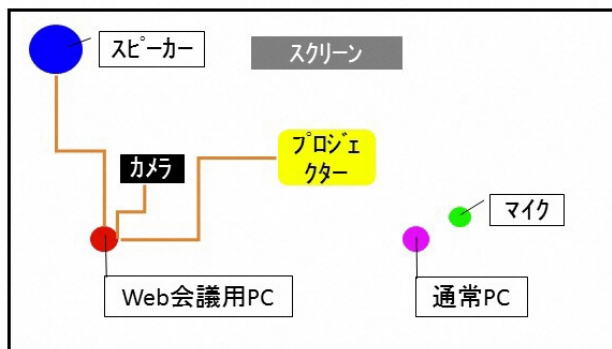 スピーカー
スクリーン
プロジェ
クター
カメラ
マイク
Web会議用PC
通常PC